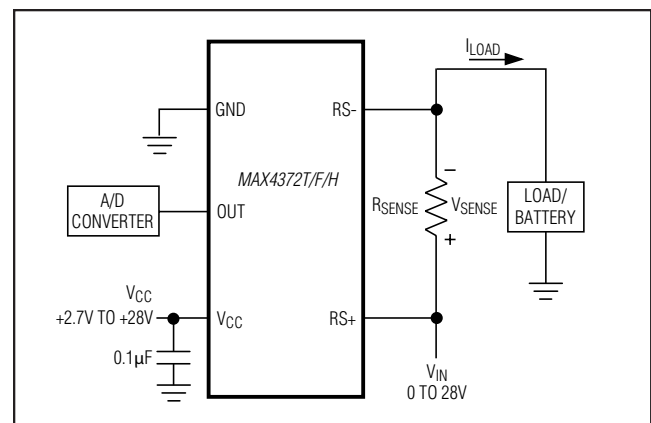 ILOAD
GND
RS-
MAX4372T/F/H
A/D
CONVERTER
OUT
RSENSE
VSENSE
-
+
LOAD/
BATTERY
VCC
+2.7V TO +28V
VCC
RS+
0.1µF
VIN
0 TO 28V